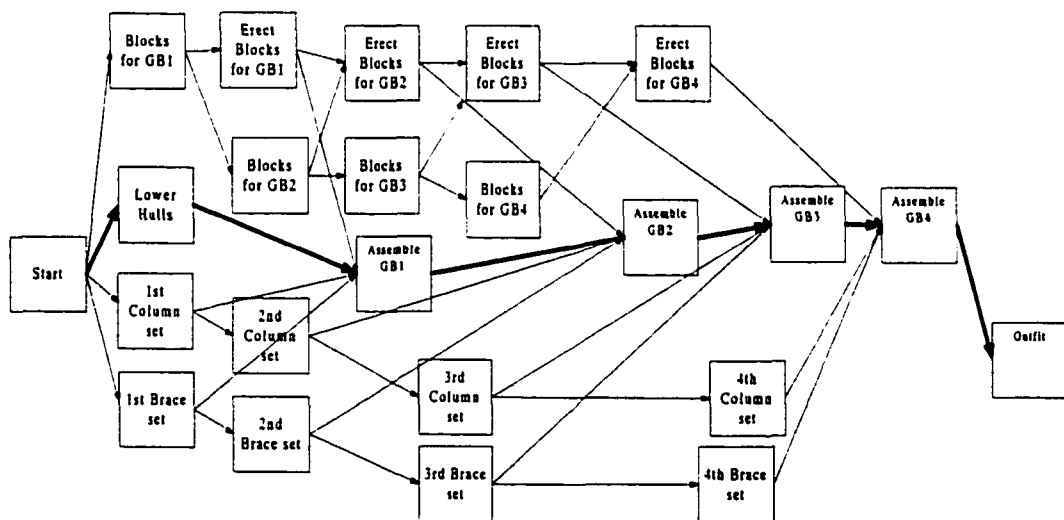 Blocks
for GB1
Erect
Blocks
for GB1
Erect
Blocks
for GB2
Erect
Blocks
for GB3
Erect
Blocks
for GB4
Blocks
for GB2
Blocks
for GB3
Blocks
for GB4
Lower
Hulls
Start
Assemble
GB1
Assemble
GB2
Assemble
GB3
Assemble
GB4
1st
Column
set
2nd
Column
set
3rd
Column
set
4th
Column
set
Outfit
1st Brace
set
2nd
Brace set
3rd Brace
set
4th Brace
set